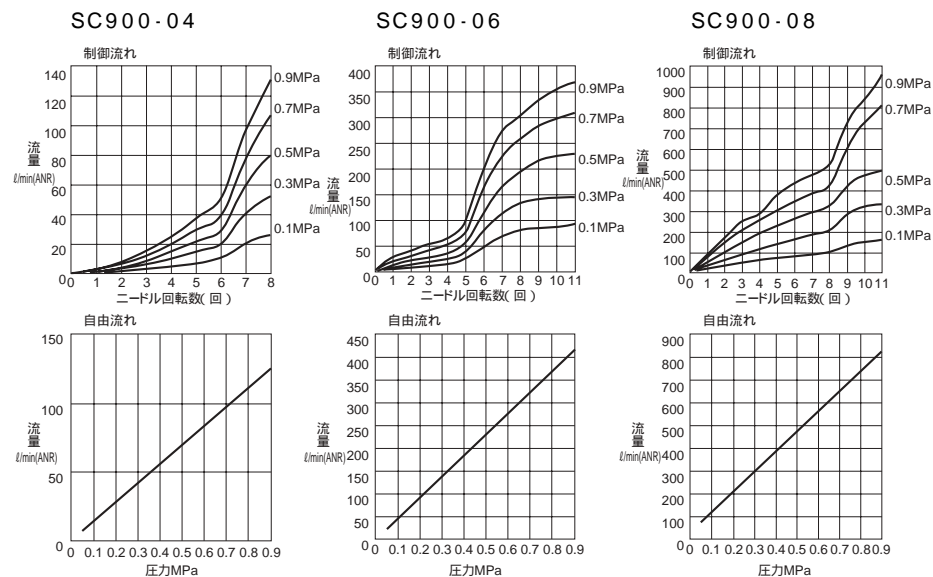 SC900-04
制御流れ
140
120
100
80
60
40
20
0
流量
ℓ/min(ANR)
0.9MPa
0.7MPa
0.5MPa
0.3MPa
0.1MPa
0 1 2 3 4 5 6 7 8
ニードル回転数(回)
SC900-06
制御流れ
400
350
300
250
200
150
100
50
0
流量
ℓ/min(ANR)
0.9MPa
0.7MPa
0.5MPa
0.3MPa
0.1MPa
0 1 2 3 4 5 6 7 8 9 10 11
ニードル回転数(回)
SC900-08
制御流れ
1000
900
800
700
600
500
400
300
200
100
0
流量
ℓ/min(ANR)
0.9MPa
0.7MPa
0.5MPa
0.3MPa
0.1MPa
0 1 2 3 4 5 6 7 8 9 10 11
ニードル回転数(回)
自由流れ
150
100
50
0
流量
ℓ/min(ANR)
0 0.1 0.2 0.3 0.4 0.5 0.6 0.7 0.8 0.9
圧力MPa
自由流れ
450
400
350
300
250
200
150
100
50
0
流量
ℓ/min(ANR)
0 0.1 0.2 0.3 0.4 0.5 0.6 0.7 0.8 0.9
圧力MPa
自由流れ
900
800
700
600
500
400
300
200
100
0
流量
ℓ/min(ANR)
0.1 0.2 0.3 0.4 0.5 0.6 0.7 0.8 0.9
圧力MPa